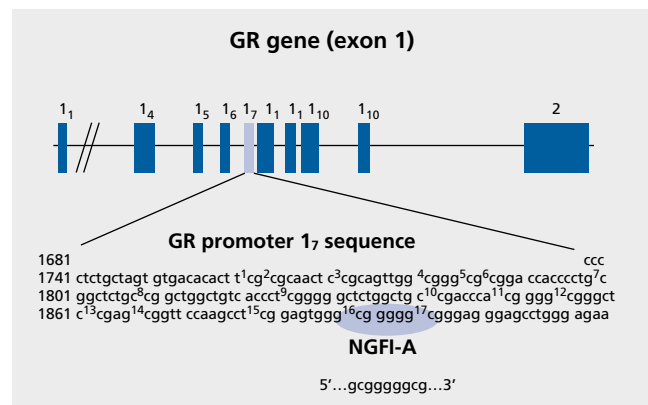 GR gene (exon 1)
1₁ 1₄ 1₅ 1₆ 1₇ 1₁ 1₁ 1₁₀ 1₁₀ 2
GR promoter 1₇ sequence
1681 ccc
1741 ctctgctagt gtgacacact t¹cg²cgcaact c³cgcagttgg ⁴cggg⁵cg⁶cgga ccacccctg⁷c
1801 ggctctgc⁸cg gctggctgtc accct⁹cgggg gctctggctg c¹⁰cgaccca¹¹cg ggg¹²cgggct
1861 c¹³cgag¹⁴cggtt ccaagcct¹⁵cg gagtggg¹⁶cg ggggg¹⁷cgggag ggagcctggg agaa
NGFI-A
5‘...gcgggggcg...3‘